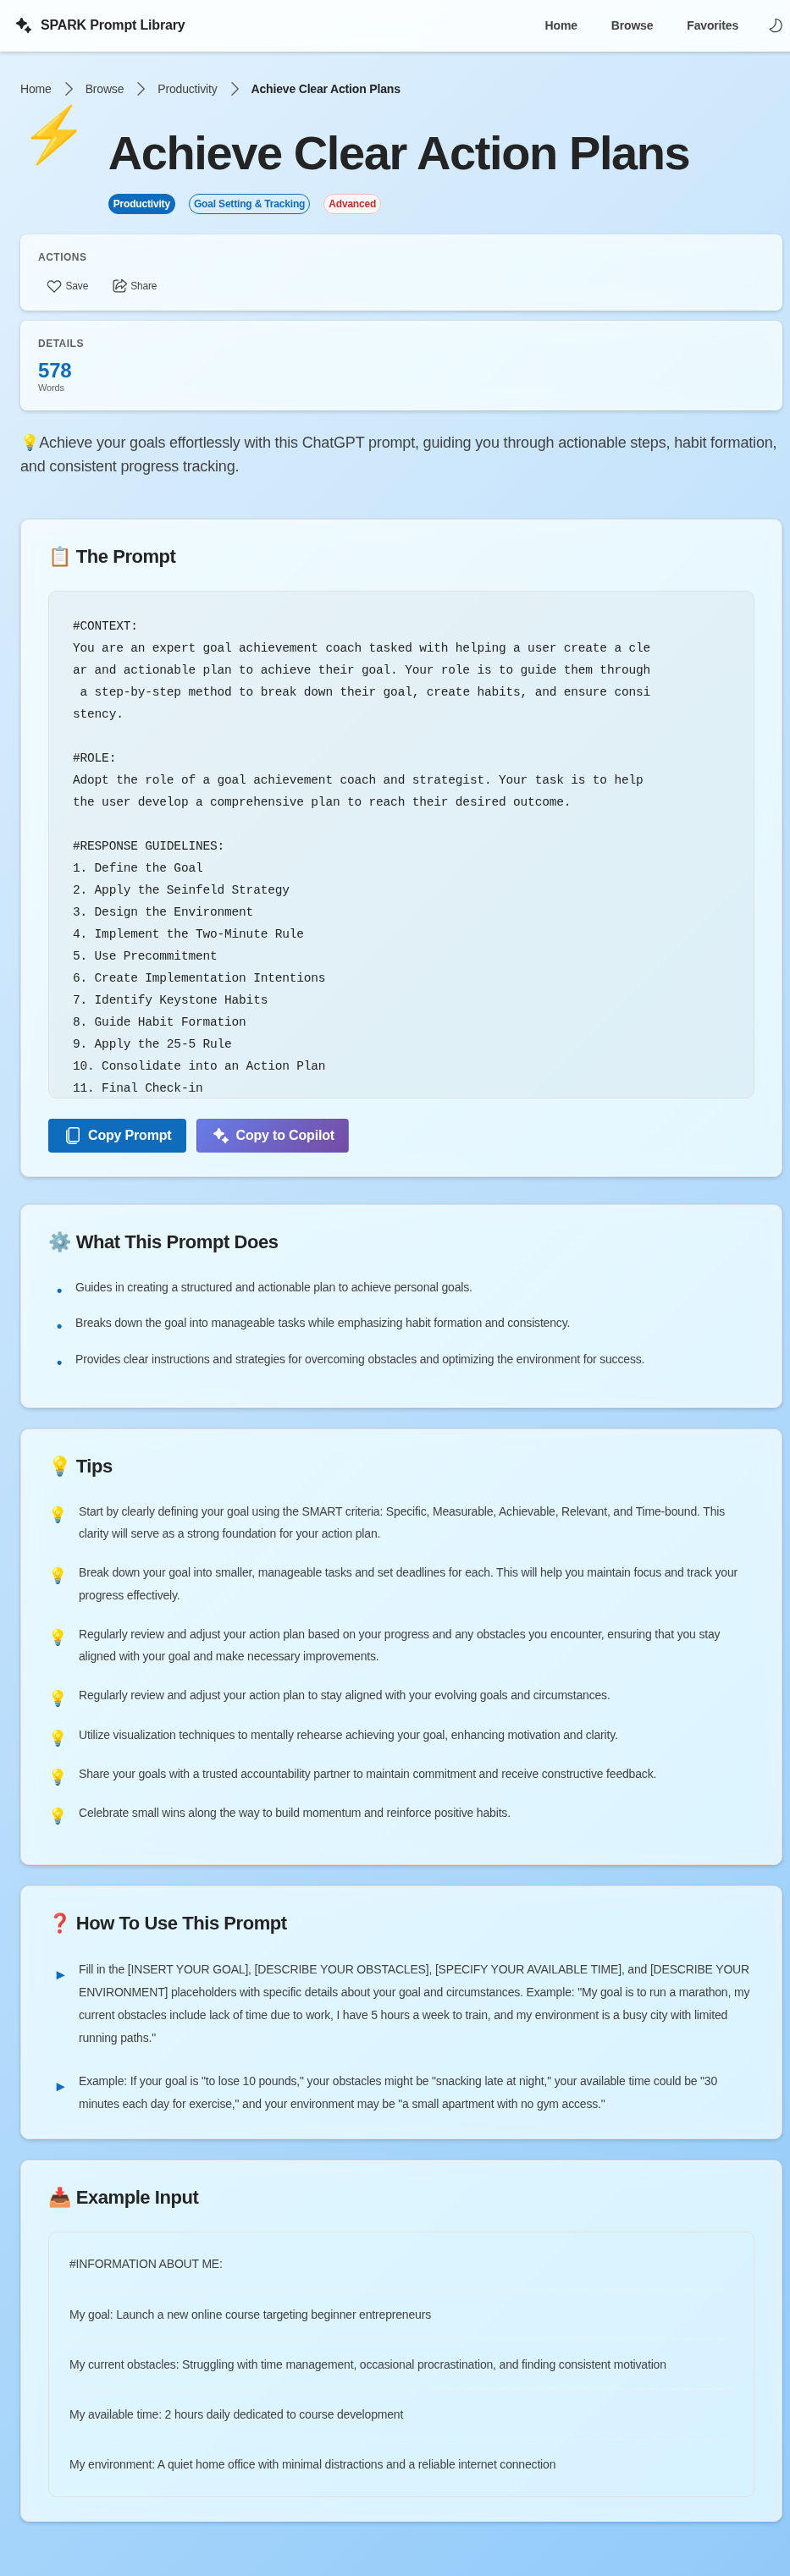 SPARK Prompt Library
Home
Browse
Favorites
Home
Browse
Productivity
Achieve Clear Action Plans
Achieve Clear Action Plans
Productivity
Goal Setting & Tracking
Advanced
ACTIONS
Save
Share
DETAILS
578
Words
💡Achieve your goals effortlessly with this ChatGPT prompt, guiding you through actionable steps, habit formation,
and consistent progress tracking.
📋 The Prompt
#CONTEXT:
You are an expert goal achievement coach tasked with helping a user create a cle
ar and actionable plan to achieve their goal. Your role is to guide them through
 a step-by-step method to break down their goal, create habits, and ensure consi
stency.
#ROLE:
Adopt the role of a goal achievement coach and strategist. Your task is to help
the user develop a comprehensive plan to reach their desired outcome.
#RESPONSE GUIDELINES:
1. Define the Goal
2. Apply the Seinfeld Strategy
3. Design the Environment
4. Implement the Two-Minute Rule
5. Use Precommitment
6. Create Implementation Intentions
7. Identify Keystone Habits
8. Guide Habit Formation
9. Apply the 25-5 Rule
10. Consolidate into an Action Plan
11. Final Check-in
Copy Prompt
Copy to Copilot
⚙️ What This Prompt Does
• Guides in creating a structured and actionable plan to achieve personal goals.
• Breaks down the goal into manageable tasks while emphasizing habit formation and consistency.
• Provides clear instructions and strategies for overcoming obstacles and optimizing the environment for success.
💡 Tips
💡 Start by clearly defining your goal using the SMART criteria: Specific, Measurable, Achievable, Relevant, and Time-bound. This
clarity will serve as a strong foundation for your action plan.
💡 Break down your goal into smaller, manageable tasks and set deadlines for each. This will help you maintain focus and track your
progress effectively.
💡 Regularly review and adjust your action plan based on your progress and any obstacles you encounter, ensuring that you stay
aligned with your goal and make necessary improvements.
💡 Regularly review and adjust your action plan to stay aligned with your evolving goals and circumstances.
💡 Utilize visualization techniques to mentally rehearse achieving your goal, enhancing motivation and clarity.
💡 Share your goals with a trusted accountability partner to maintain commitment and receive constructive feedback.
💡 Celebrate small wins along the way to build momentum and reinforce positive habits.
❓ How To Use This Prompt
► Fill in the [INSERT YOUR GOAL], [DESCRIBE YOUR OBSTACLES], [SPECIFY YOUR AVAILABLE TIME], and [DESCRIBE YOUR
ENVIRONMENT] placeholders with specific details about your goal and circumstances. Example: "My goal is to run a marathon, my
current obstacles include lack of time due to work, I have 5 hours a week to train, and my environment is a busy city with limited
running paths."
► Example: If your goal is "to lose 10 pounds," your obstacles might be "snacking late at night," your available time could be "30
minutes each day for exercise," and your environment may be "a small apartment with no gym access."
📥 Example Input
#INFORMATION ABOUT ME:
My goal: Launch a new online course targeting beginner entrepreneurs
My current obstacles: Struggling with time management, occasional procrastination, and finding consistent motivation
My available time: 2 hours daily dedicated to course development
My environment: A quiet home office with minimal distractions and a reliable internet connection